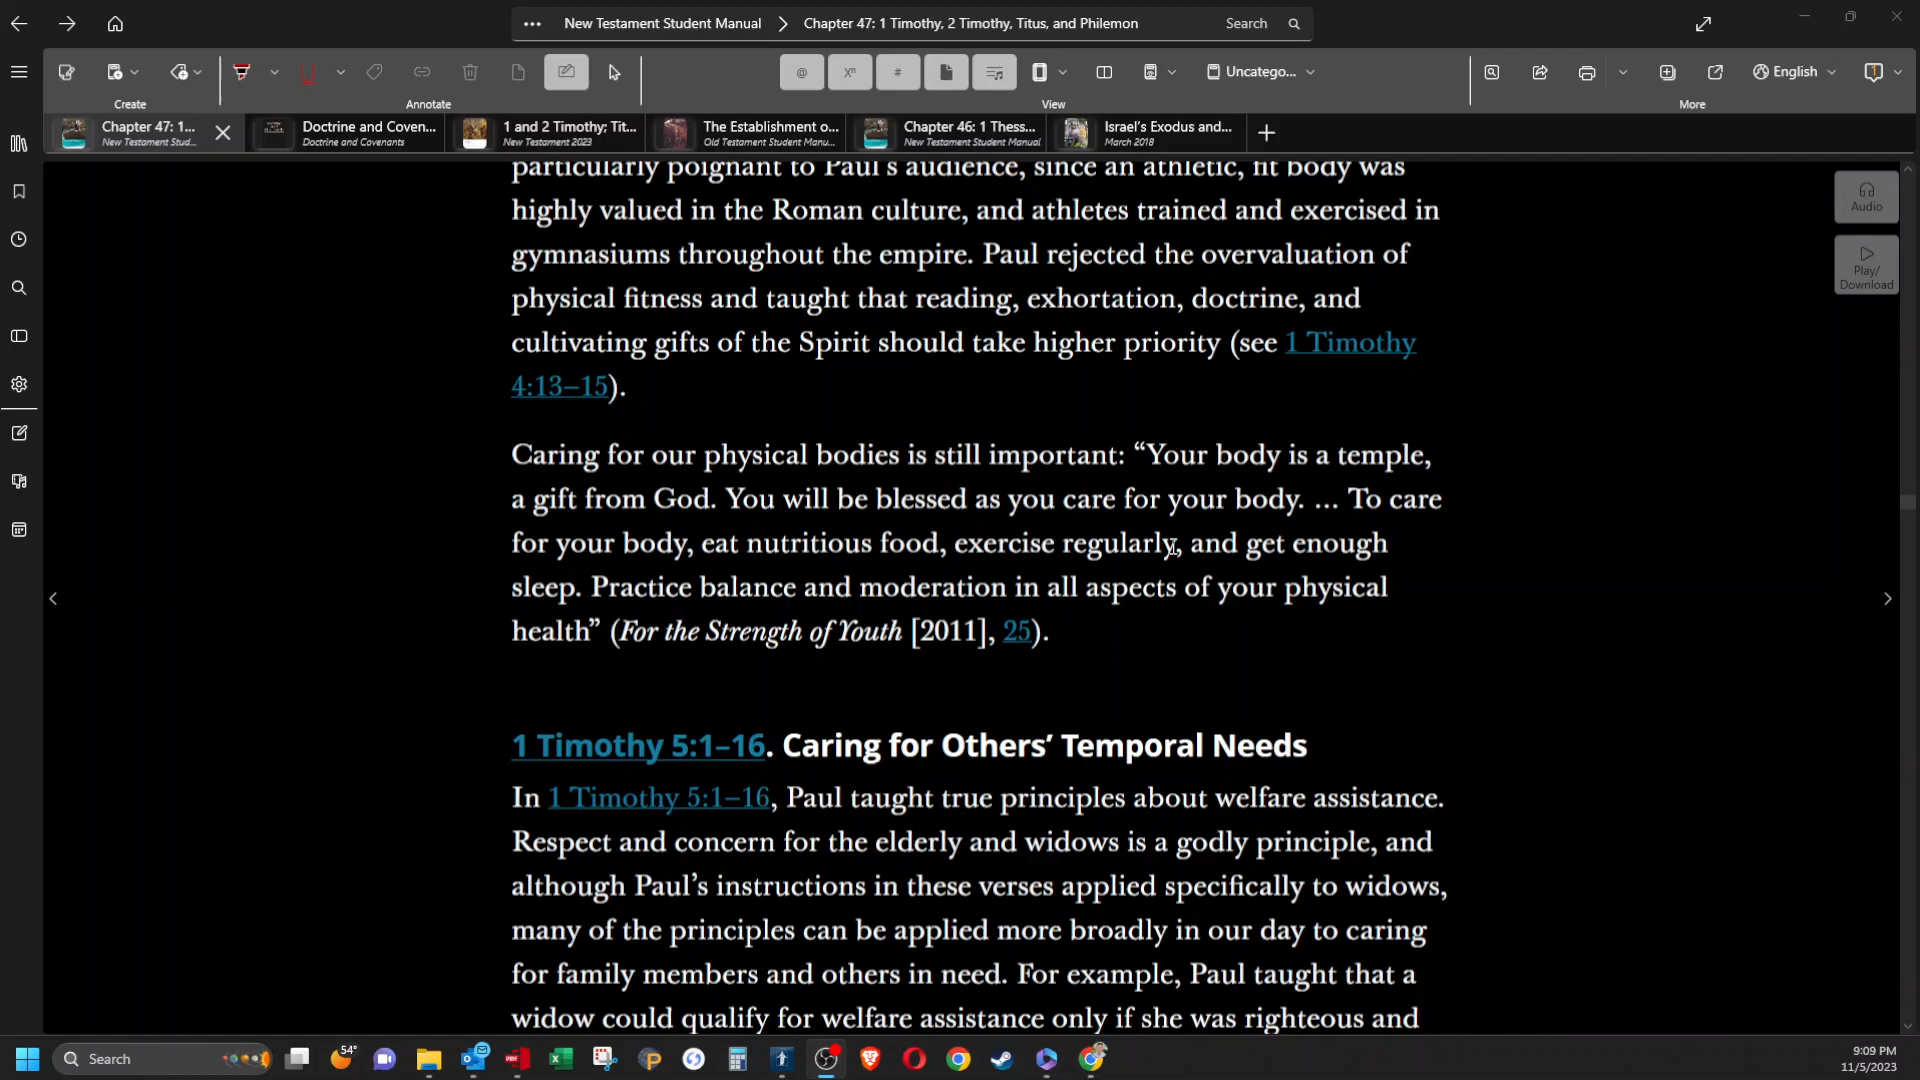 New Testament Student Manual
Chapter 47: 1 Timothy, 2 Timothy, Titus, and Philemon
Search
Uncatego...
English
Create
Annotate
View
More
Chapter 47: 1...
New Testament Stud...
Doctrine and Coven...
Doctrine and Covenants
1 and 2 Timothy; Tit...
New Testament 2023
The Establishment o...
Old Testament Student Manu...
Chapter 46: 1 Thess...
New Testament Student Manual
Israel's Exodus and...
March 2018
particularly poignant to Paul's audience, since an athletic, fit body was
highly valued in the Roman culture, and athletes trained and exercised in
gymnasiums throughout the empire. Paul rejected the overvaluation of
physical fitness and taught that reading, exhortation, doctrine, and
cultivating gifts of the Spirit should take higher priority (see 1 Timothy
4:13–15).
Caring for our physical bodies is still important: “Your body is a temple,
a gift from God. You will be blessed as you care for your body. … To care
for your body, eat nutritious food, exercise regularly, and get enough
sleep. Practice balance and moderation in all aspects of your physical
health” (For the Strength of Youth [2011], 25).
1 Timothy 5:1–16. Caring for Others’ Temporal Needs
In 1 Timothy 5:1–16, Paul taught true principles about welfare assistance.
Respect and concern for the elderly and widows is a godly principle, and
although Paul’s instructions in these verses applied specifically to widows,
many of the principles can be applied more broadly in our day to caring
for family members and others in need. For example, Paul taught that a
widow could qualify for welfare assistance only if she was righteous and
Audio
Play/
Download
Search
54°
9:09 PM
11/5/2023